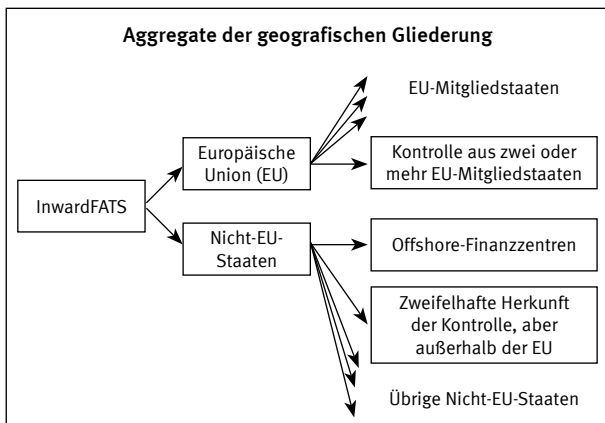 Aggregate der geografischen Gliederung
EU-Mitgliedstaaten
Europäische
Union (EU)
Kontrolle aus zwei oder
mehr EU-Mitgliedstaaten
InwardFATS
Nicht-EU-
Staaten
Offshore-Finanzzentren
Zweifelhafte Herkunft
der Kontrolle, aber
außerhalb der EU
Übrige Nicht-EU-Staaten